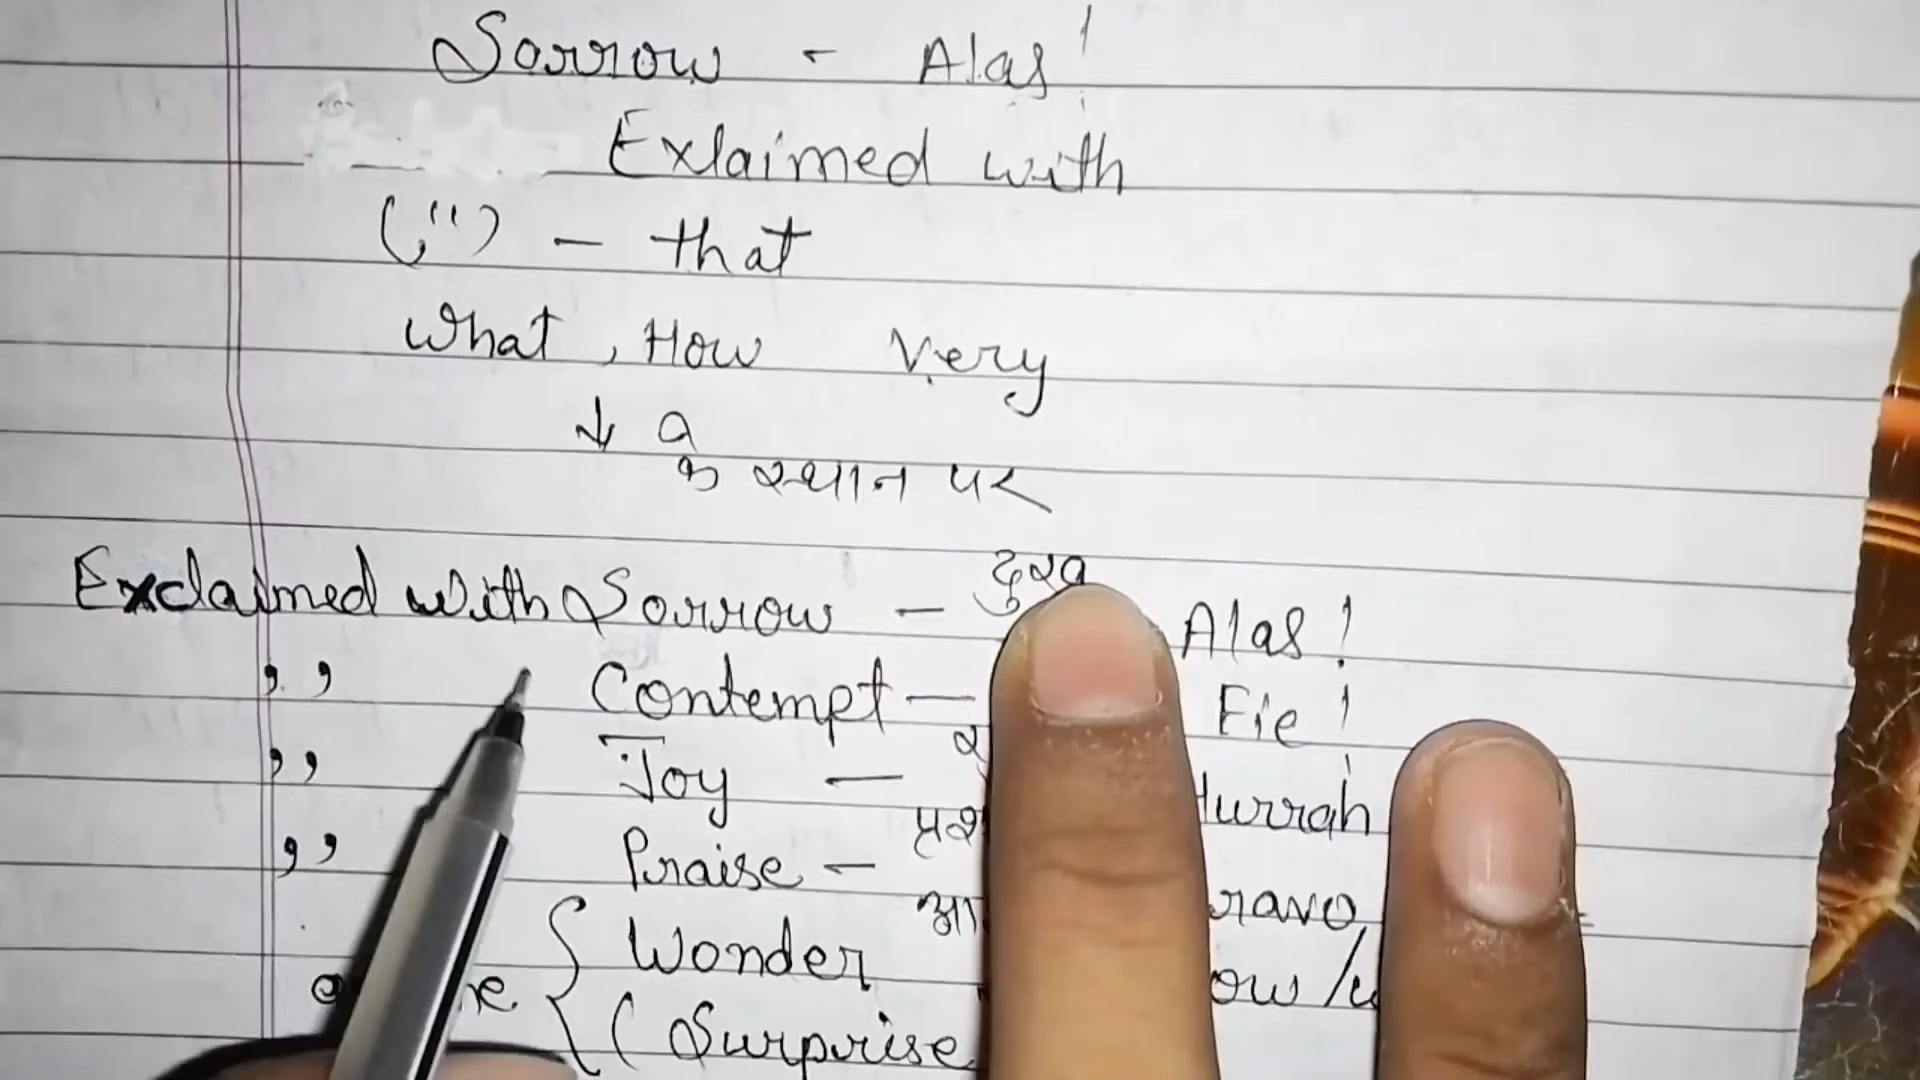 Sorrow - Alas!
Exlaimed with
(,") - that
What, How Very
↓ a
के स्थान पर
Exclaimed with Sorrow - दुख Alas!
,, Contempt - Fie!
,, Joy - Hurrah!
,, Praise -
{ Wonder
( Surprise